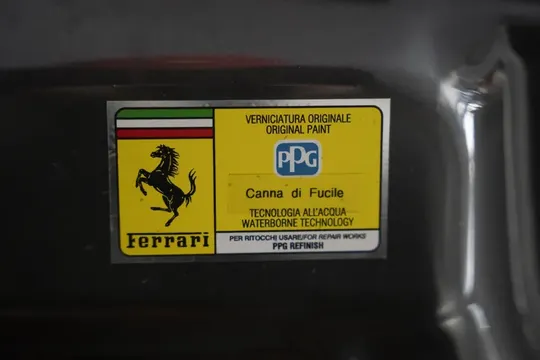 VERNICIATURA ORIGINALE
ORIGINAL PAINT
PPG
Canna di Fucile
TECNOLOGIA ALL'ACQUA
WATERBORNE TECHNOLOGY
Ferrari
PER RITOCCHI USARE/FOR REPAIR WORKS
PPG REFINISH